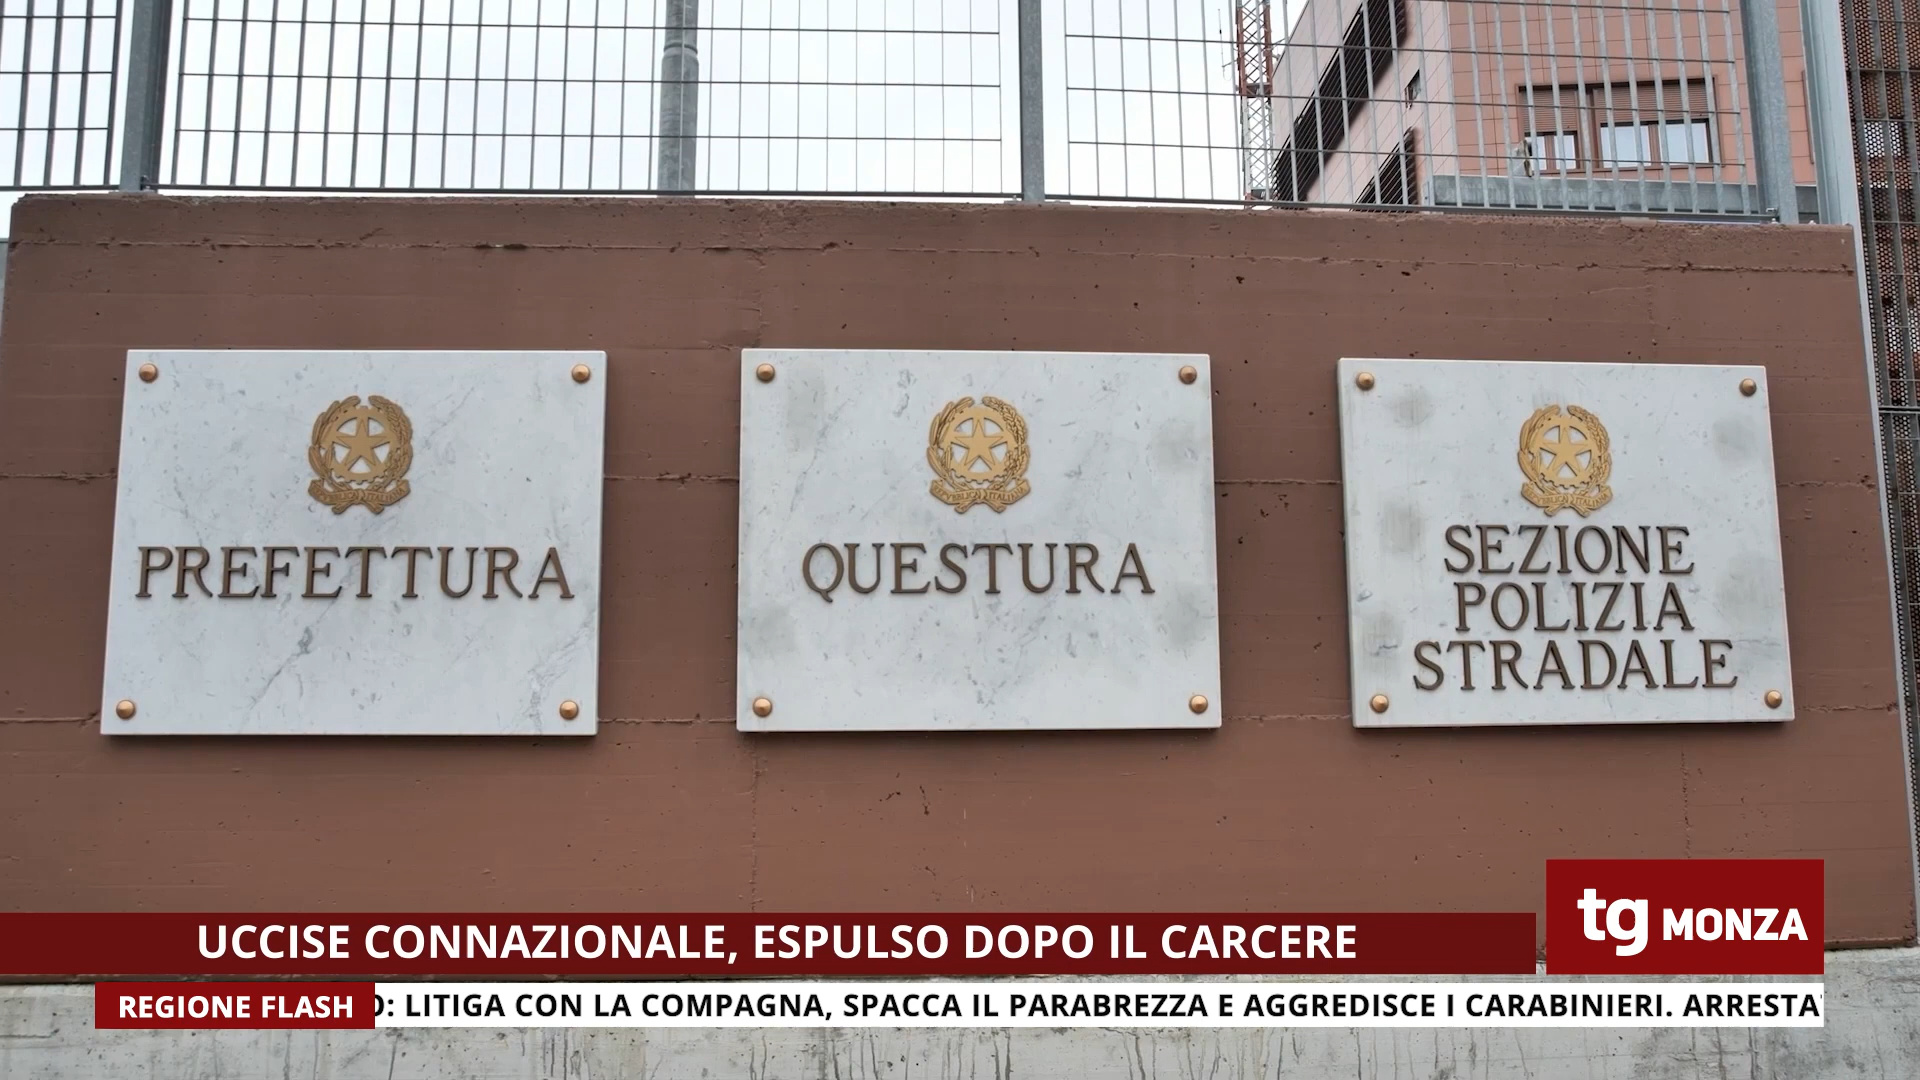 PREFETTURA
QUESTURA
SEZIONE
POLIZIA
STRADALE
tg MONZA
UCCISE CONNAZIONALE, ESPULSO DOPO IL CARCERE
REGIONE FLASH
: LITIGA CON LA COMPAGNA, SPACCA IL PARABREZZA E AGGREDISCE I CARABINIERI. ARRESTA